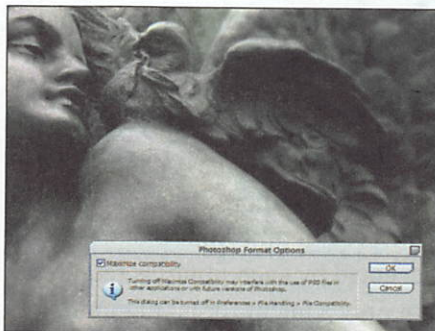 Photoshop Format Options
Maximize Compatibility
OK
Turning off Maximize Compatibility may interfere with the use of PSD files in
other applications or with future versions of Photoshop.
Cancel
This dialog can be turned off in Preferences > File Handling > File Compatibility.